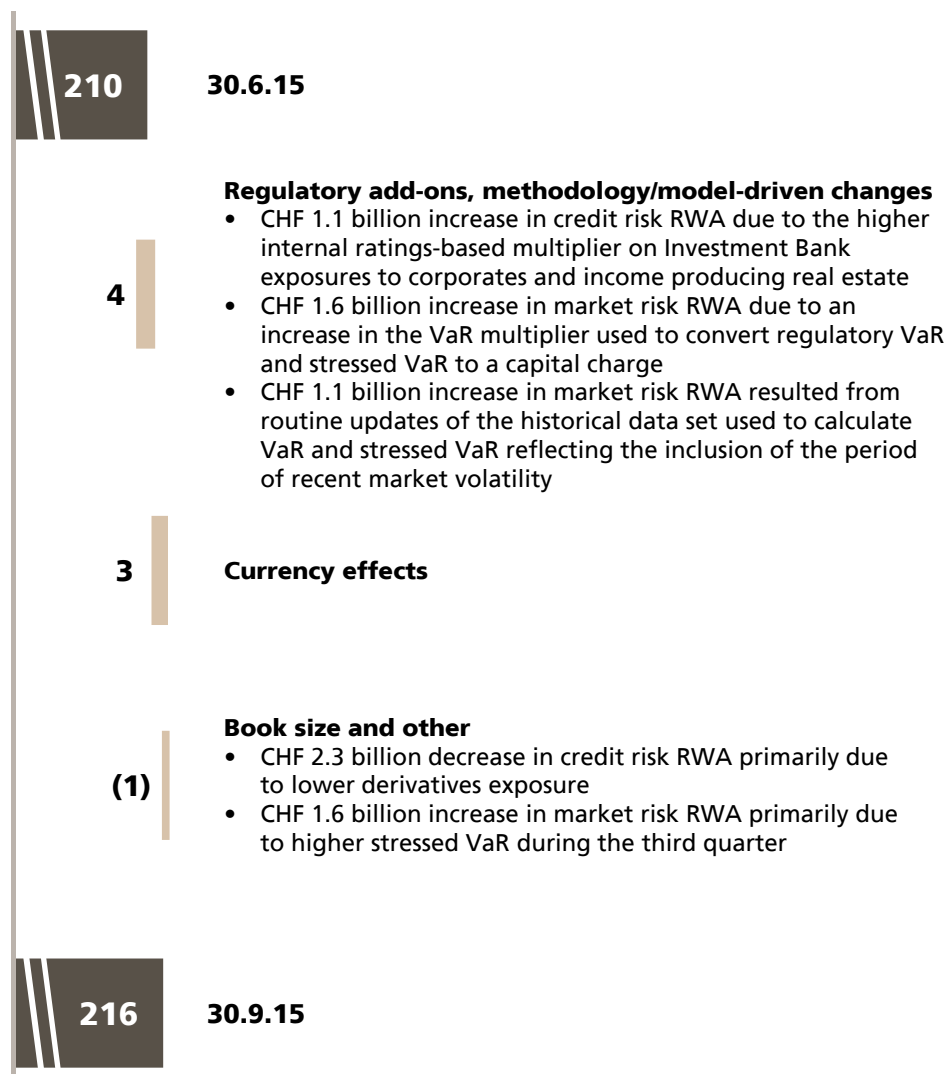 210 30.6.15
Regulatory add-ons, methodology/model-driven changes
• CHF 1.1 billion increase in credit risk RWA due to the higher
internal ratings-based multiplier on Investment Bank
exposures to corporates and income producing real estate
4
• CHF 1.6 billion increase in market risk RWA due to an
increase in the VaR multiplier used to convert regulatory VaR
and stressed VaR to a capital charge
• CHF 1.1 billion increase in market risk RWA resulted from
routine updates of the historical data set used to calculate
VaR and stressed VaR reflecting the inclusion of the period
of recent market volatility
3 Currency effects
Book size and other
• CHF 2.3 billion decrease in credit risk RWA primarily due
to lower derivatives exposure
(1)
• CHF 1.6 billion increase in market risk RWA primarily due
to higher stressed VaR during the third quarter
216 30.9.15